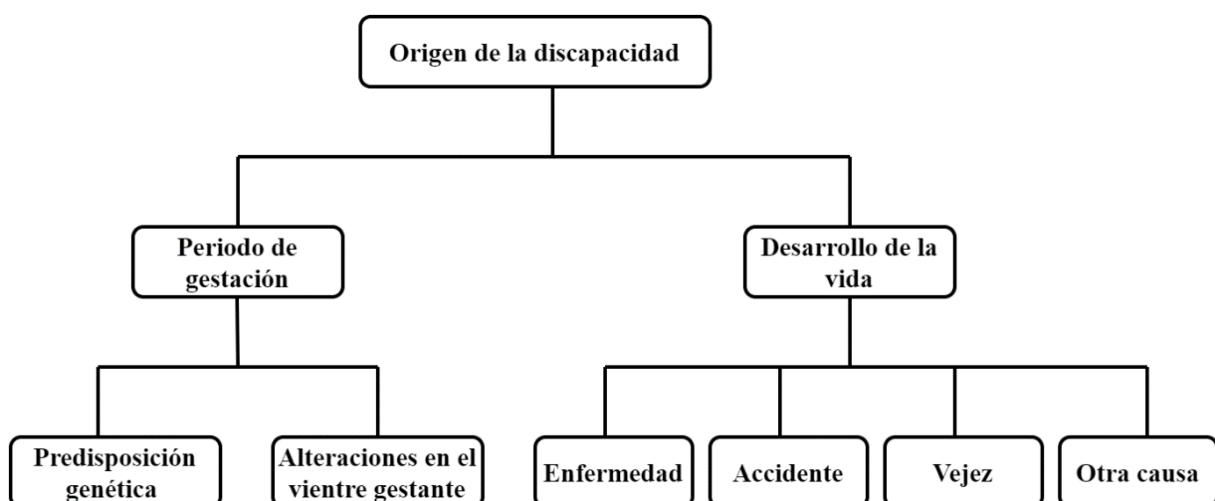 Origen de la discapacidad
Periodo de
gestación
Desarrollo de la
vida
Predisposición
genética
Alteraciones en el
vientre gestante
Enfermedad
Accidente
Vejez
Otra causa